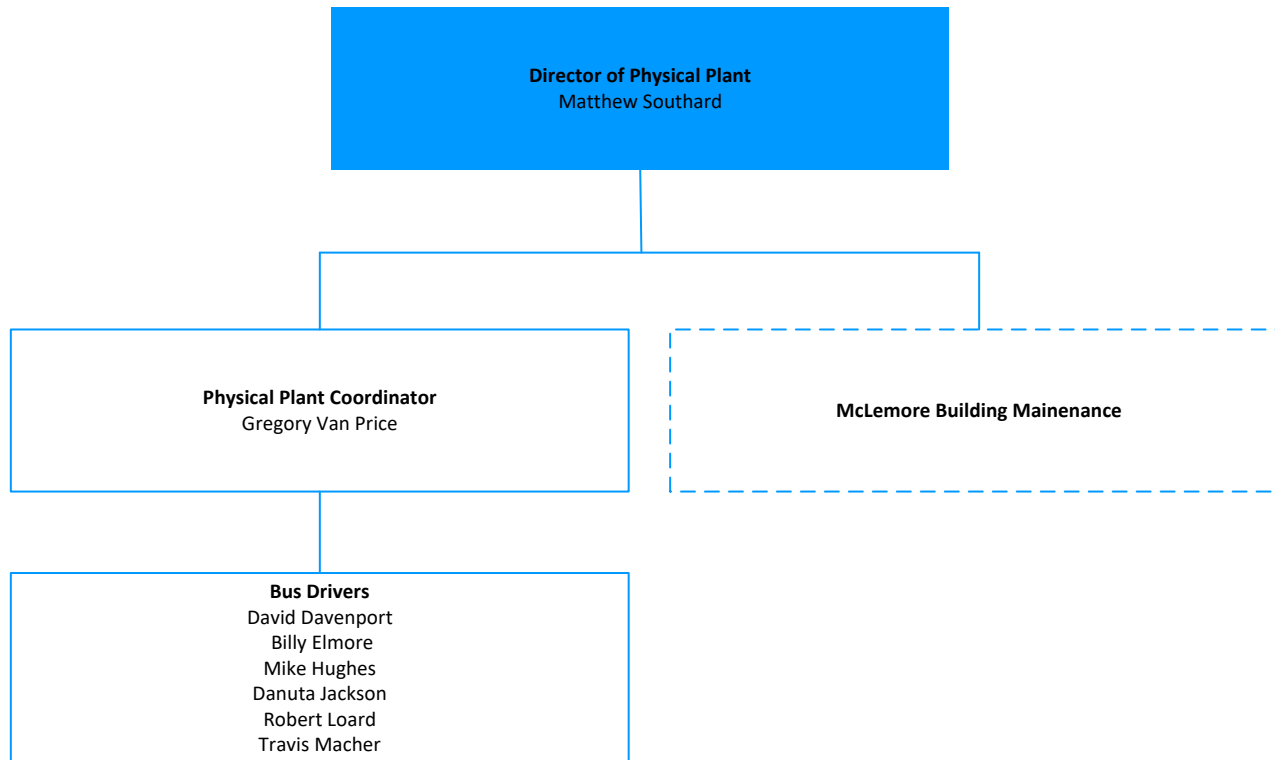 Director of Physical Plant
Matthew Southard
Physical Plant Coordinator
Gregory Van Price
McLemore Building Mainenance
Bus Drivers
David Davenport
Billy Elmore
Mike Hughes
Danuta Jackson
Robert Loard
Travis Macher